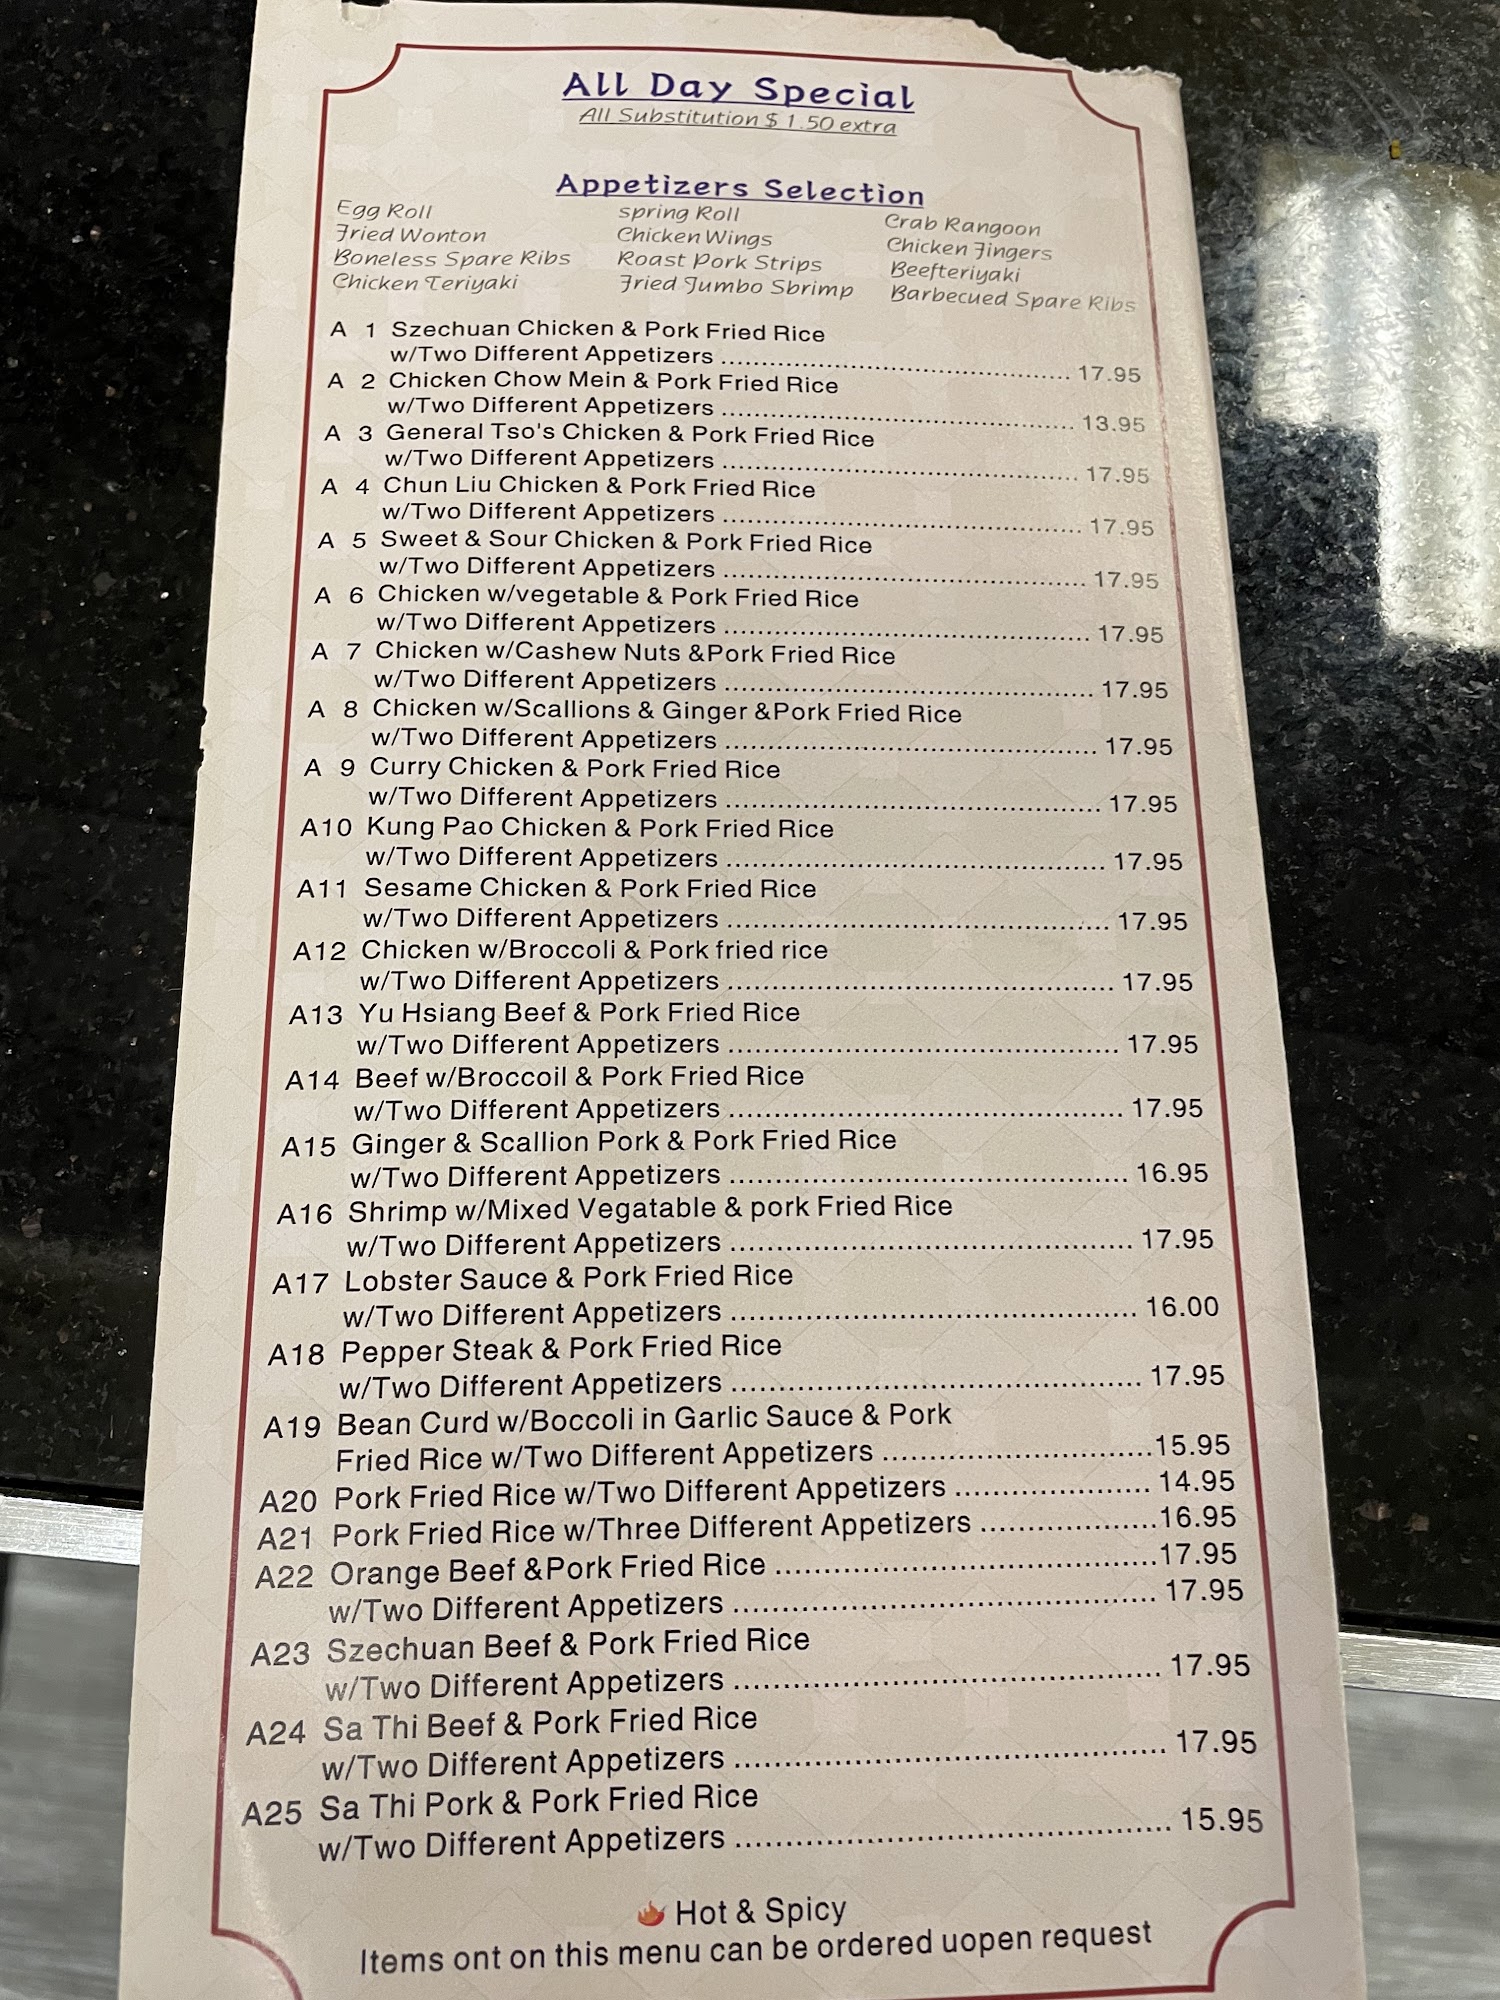 All Day Special
All Substitution $ 1.50 extra
Appetizers Selection
Egg Roll spring Roll Crab Rangoon
Fried Wonton Chicken Wings Chicken Fingers
Boneless Spare Ribs Roast Pork Strips Beefteriyaki
Chicken Teriyaki Fried Jumbo Sbrimp Barbecued Spare Ribs
A 1 Szechuan Chicken & Pork Fried Rice
w/Two Different Appetizers ........................................ 17.95
A 2 Chicken Chow Mein & Pork Fried Rice
w/Two Different Appetizers ........................................ 13.95
A 3 General Tso's Chicken & Pork Fried Rice
w/Two Different Appetizers ........................................ 17.95
A 4 Chun Liu Chicken & Pork Fried Rice
w/Two Different Appetizers ........................................ 17.95
A 5 Sweet & Sour Chicken & Pork Fried Rice
w/Two Different Appetizers ........................................ 17.95
A 6 Chicken w/vegetable & Pork Fried Rice
w/Two Different Appetizers ........................................ 17.95
A 7 Chicken w/Cashew Nuts &Pork Fried Rice
w/Two Different Appetizers ........................................ 17.95
A 8 Chicken w/Scallions & Ginger &Pork Fried Rice
w/Two Different Appetizers ........................................ 17.95
A 9 Curry Chicken & Pork Fried Rice
w/Two Different Appetizers ........................................ 17.95
A10 Kung Pao Chicken & Pork Fried Rice
w/Two Different Appetizers ........................................ 17.95
A11 Sesame Chicken & Pork Fried Rice
w/Two Different Appetizers ........................................ 17.95
A12 Chicken w/Broccoli & Pork fried rice
w/Two Different Appetizers ........................................ 17.95
A13 Yu Hsiang Beef & Pork Fried Rice
w/Two Different Appetizers ........................................ 17.95
A14 Beef w/Broccoil & Pork Fried Rice
w/Two Different Appetizers ........................................ 17.95
A15 Ginger & Scallion Pork & Pork Fried Rice
w/Two Different Appetizers ........................................ 16.95
A16 Shrimp w/Mixed Vegatable & pork Fried Rice
w/Two Different Appetizers ........................................ 17.95
A17 Lobster Sauce & Pork Fried Rice
w/Two Different Appetizers ........................................ 16.00
A18 Pepper Steak & Pork Fried Rice
w/Two Different Appetizers ........................................ 17.95
A19 Bean Curd w/Boccoli in Garlic Sauce & Pork
Fried Rice w/Two Different Appetizers ..........................15.95
A20 Pork Fried Rice w/Two Different Appetizers ................... 14.95
A21 Pork Fried Rice w/Three Different Appetizers .................16.95
A22 Orange Beef &Pork Fried Rice .....................................17.95
w/Two Different Appetizers ........................................ 17.95
A23 Szechuan Beef & Pork Fried Rice
w/Two Different Appetizers ........................................ 17.95
A24 Sa Thi Beef & Pork Fried Rice
w/Two Different Appetizers ........................................ 17.95
A25 Sa Thi Pork & Pork Fried Rice
w/Two Different Appetizers ........................................ 15.95
Hot & Spicy
Items ont on this menu can be ordered uopen request